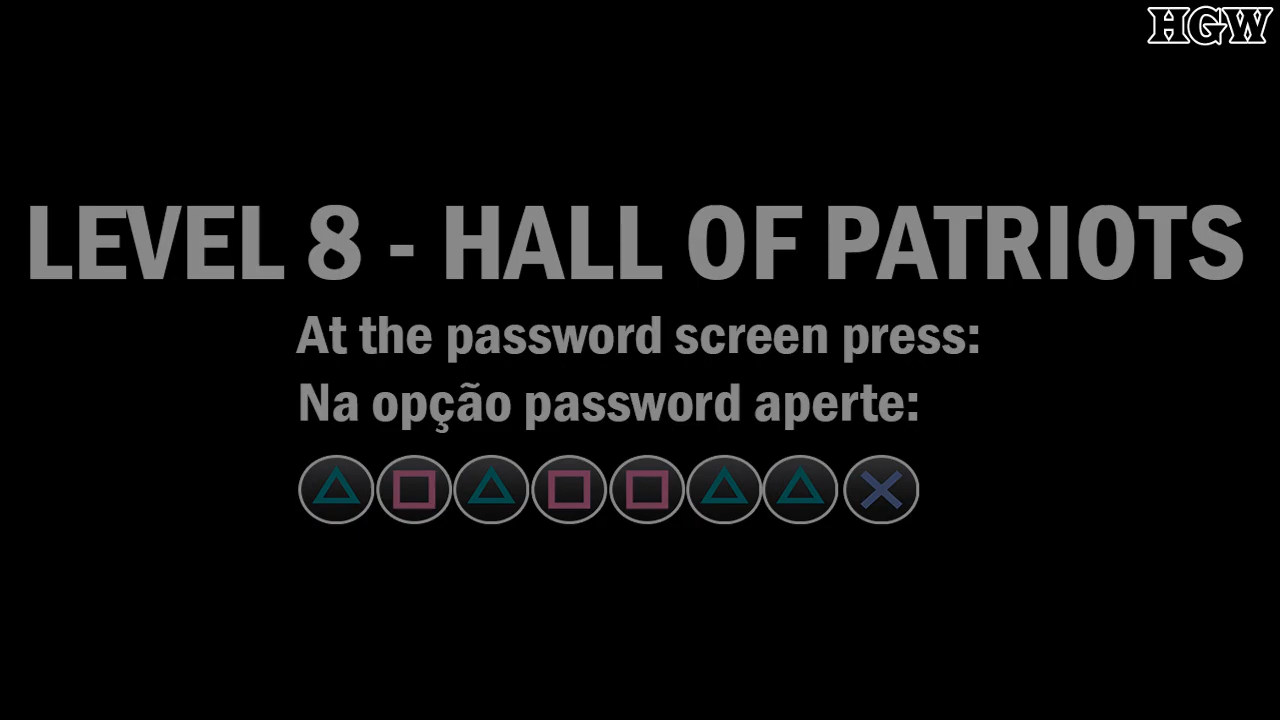 HGW
LEVEL 8 - HALL OF PATRIOTS
At the password screen press:
Na opção password aperte: